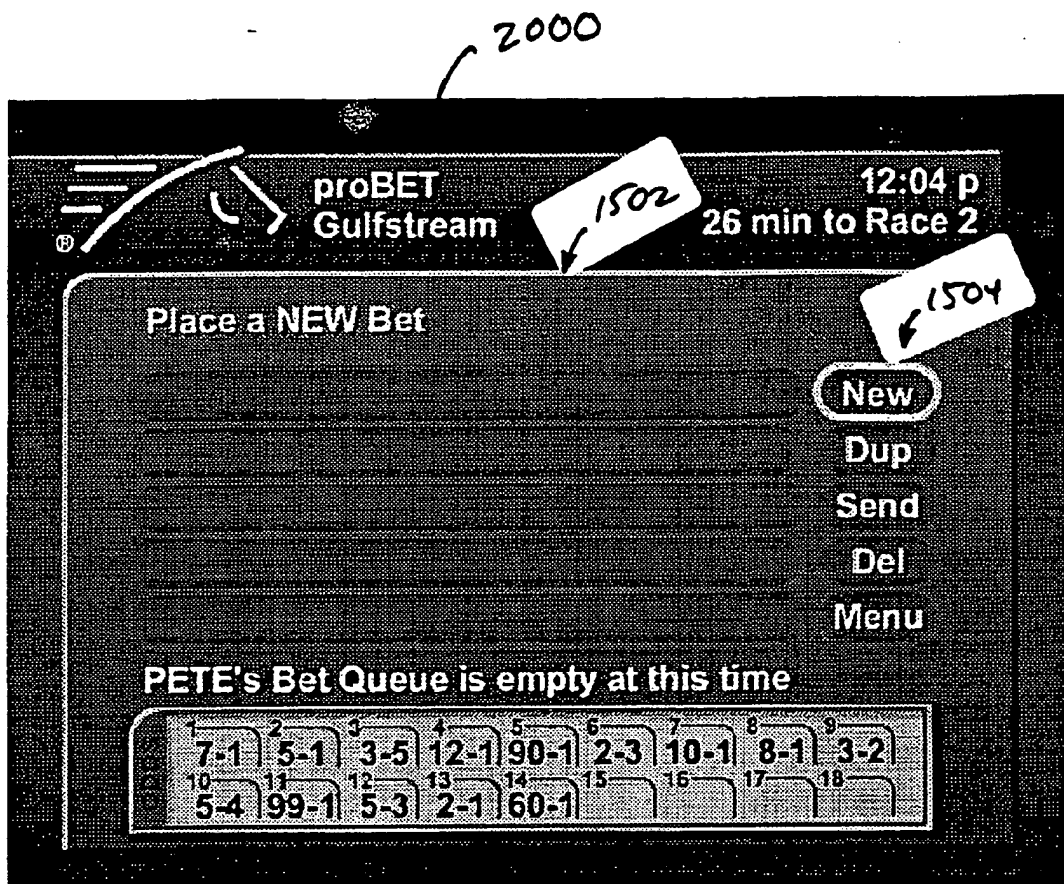 2000
proBET
Gulfstream
12:04 p
26 min to Race 2
®
1502
1504
Place a NEW Bet
New
Dup
Send
Del
Menu
PETE's Bet Queue is empty at this time
ODDS
1 2 3 4 5 6 7 8 9
7-1 5-1 3-5 12-1 90-1 2-3 10-1 8-1 3-2
10 11 12 13 14 15 16 17 18
5-4 99-1 5-3 2-1 60-1